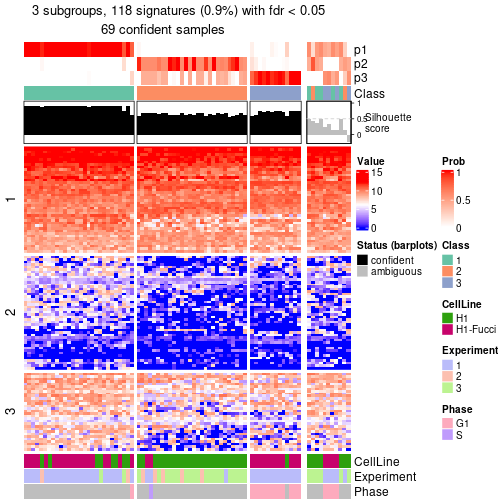 3 subgroups, 118 signatures (0.9%) with fdr < 0.05
69 confident samples
p1
p2
p3
Class
1
0.5
0
Silhouette
score
1
2
3
CellLine
Experiment
Phase
Value
15
10
5
0
Prob
1
0.5
0
Status (barplots)
confident
ambiguous
Class
1
2
3
CellLine
H1
H1-Fucci
Experiment
1
2
3
Phase
G1
S